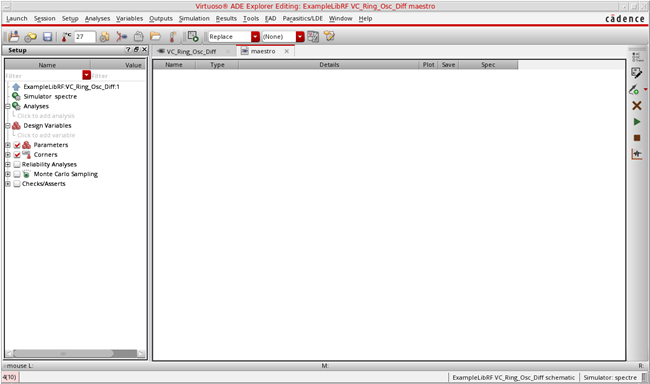 Virtuoso® ADE Explorer Editing: ExampleLibRF VC_Ring_Osc_Diff maestro
Launch Session Setup Analyses Variables Outputs Simulation Results Tools EAD Parasitics/LDE Window Help
cādence
27 Replace (None)
Setup
VC_Ring_Osc_Diff maestro
Name Value
Name Type Details Plot Save Spec
Filter Filter
ExampleLibRF:VC_Ring_Osc_Diff:1
Simulator spectre
Analyses
Click to add analysis
Design Variables
Click to add variable
Parameters
Corners
Reliability Analyses
Monte Carlo Sampling
Checks/Asserts
mouse L: M: R:
4(10) ExampleLibRF VC_Ring_Osc_Diff schematic Simulator: spectre